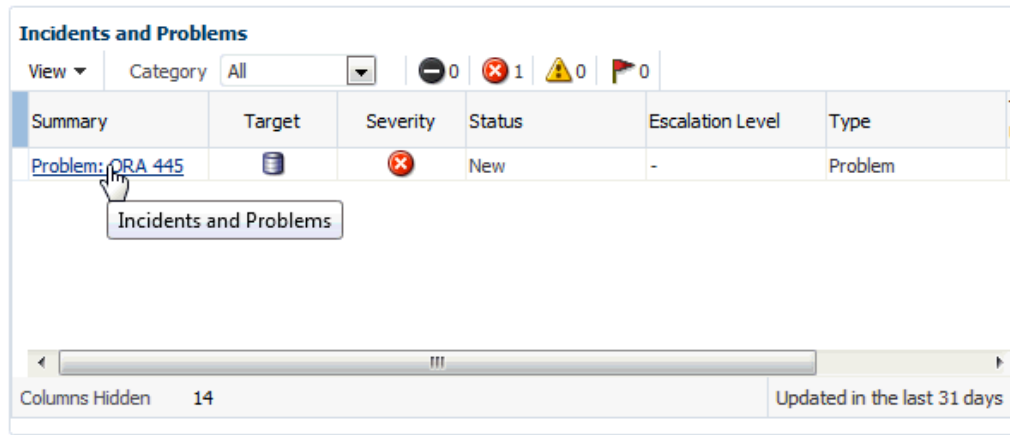 Incidents and Problems
View Category All 0 1 0 0
Summary Target Severity Status Escalation Level Type
Problem: ORA 445 New - Problem
Incidents and Problems
Columns Hidden 14 Updated in the last 31 days